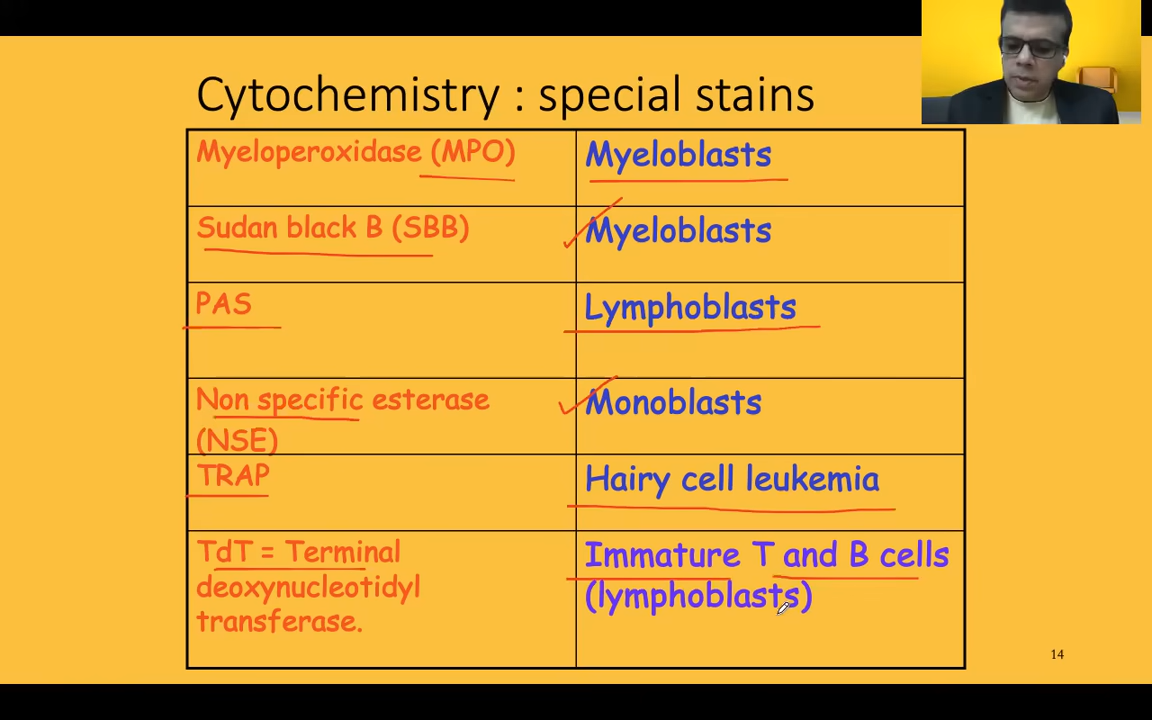 Cytochemistry : special stains
Myeloperoxidase (MPO)
Myeloblasts
Sudan black B (SBB)
Myeloblasts
PAS
Lymphoblasts
Non specific esterase
(NSE)
Monoblasts
TRAP
Hairy cell leukemia
TdT = Terminal
deoxynucleotidyl
transferase.
Immature T and B cells
(lymphoblasts)
14